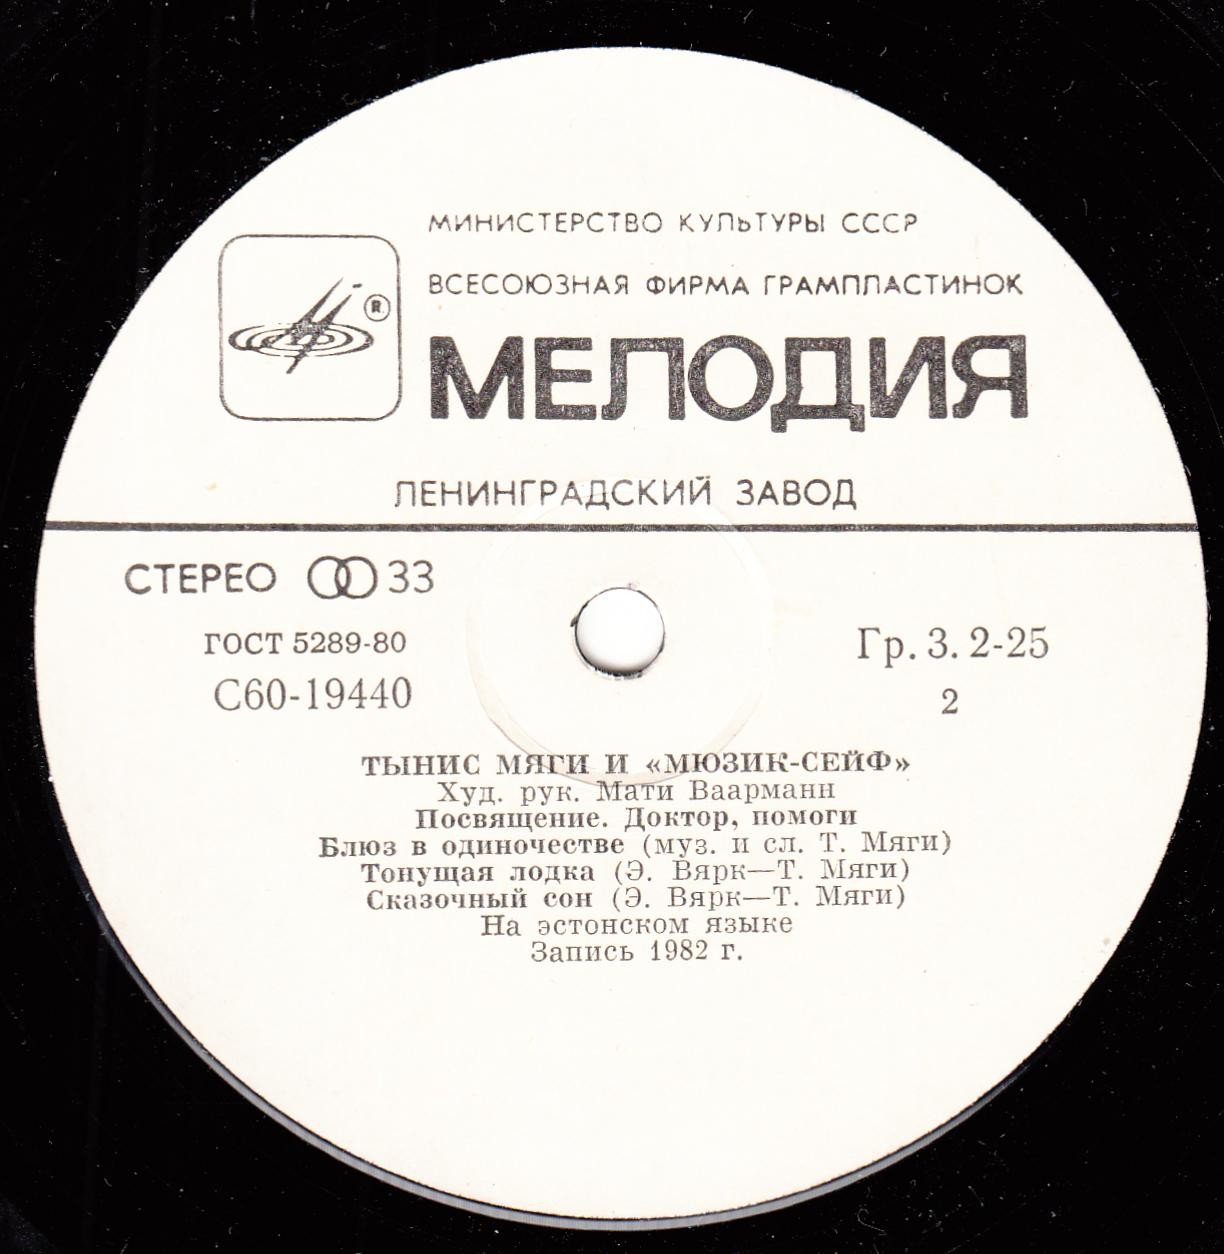 МИНИСТЕРСТВО КУЛЬТУРЫ СССР
ВСЕСОЮЗНАЯ ФИРМА ГРАМПЛАСТИНОК
®
МЕЛОДИЯ
ЛЕНИНГРАДСКИЙ ЗАВОД
СТЕРЕО 33
ГОСТ 5289-80
С60-19440
Гр. 3. 2-25
2
ТЫНИС МЯГИ И «МЮЗИК-СЕЙФ»
Худ. рук. Мати Ваарманн
Посвящение. Доктор, помоги
Блюз в одиночестве (муз. и сл. Т. Мяги)
Тонущая лодка (Э. Вярк—Т. Мяги)
Сказочный сон (Э. Вярк—Т. Мяги)
На эстонском языке
Запись 1982 г.